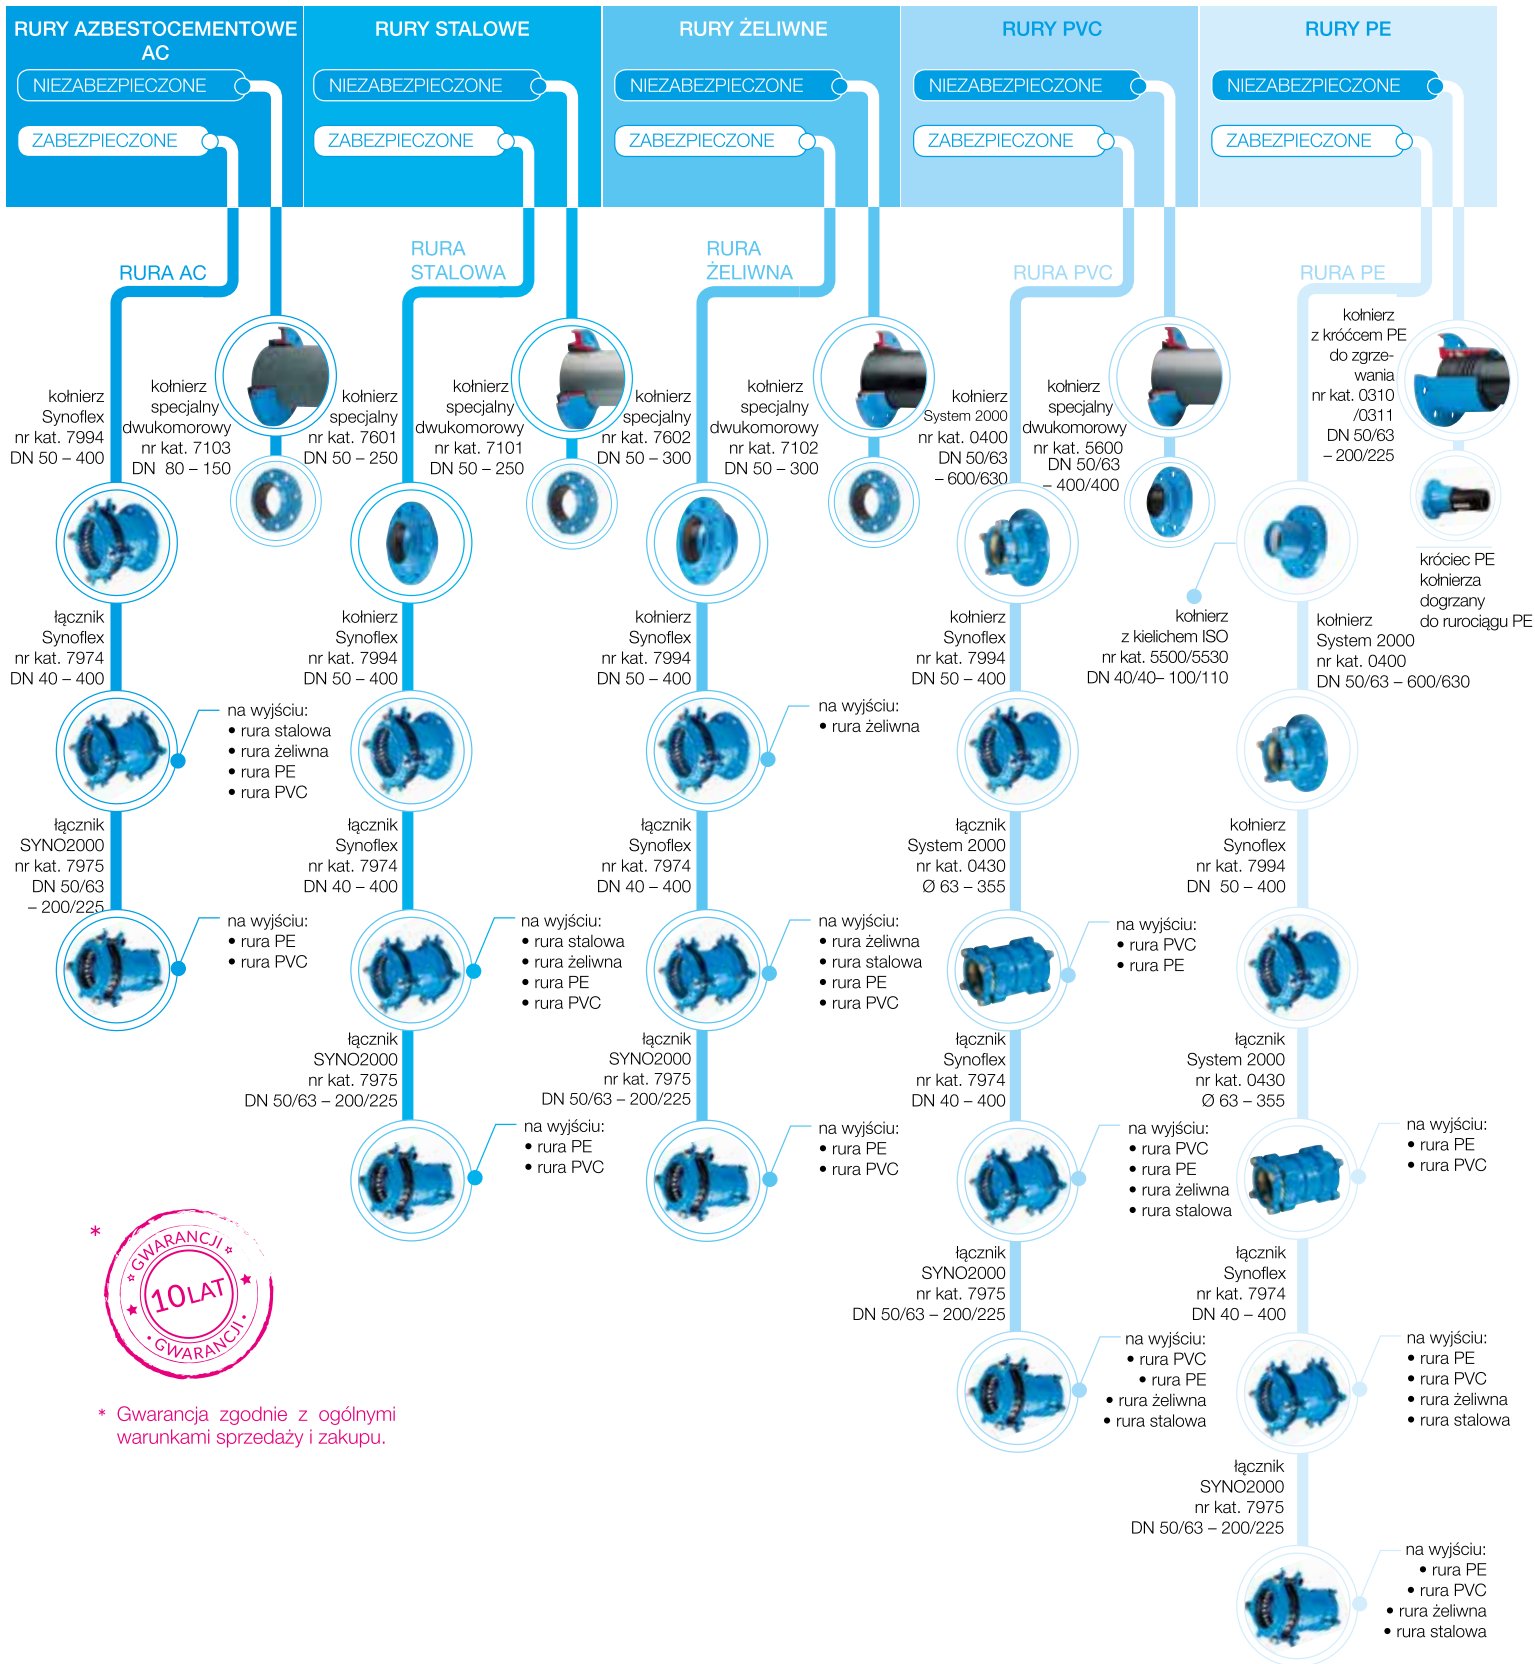 RURY AZBESTOCEMENTOWE
AC
NIEZABEZPIECZONE
ZABEZPIECZONE
RURY STALOWE
NIEZABEZPIECZONE
ZABEZPIECZONE
RURY ŻELIWNE
NIEZABEZPIECZONE
ZABEZPIECZONE
RURY PVC
NIEZABEZPIECZONE
ZABEZPIECZONE
RURY PE
NIEZABEZPIECZONE
ZABEZPIECZONE
RURA AC
kołnierz
Synoflex
nr kat. 7994
DN 50 – 400
kołnierz
specjalny
dwukomorowy
nr kat. 7103
DN 80 – 150
łącznik
Synoflex
nr kat. 7974
DN 40 – 400
na wyjściu:
• rura stalowa
• rura żeliwna
• rura PE
• rura PVC
łącznik
SYNO2000
nr kat. 7975
DN 50/63
– 200/225
na wyjściu:
• rura PE
• rura PVC
RURA
STALOWA
kołnierz
specjalny
nr kat. 7601
DN 50 – 250
kołnierz
specjalny
dwukomorowy
nr kat. 7101
DN 50 – 250
kołnierz
Synoflex
nr kat. 7994
DN 50 – 400
łącznik
Synoflex
nr kat. 7974
DN 40 – 400
na wyjściu:
• rura stalowa
• rura żeliwna
• rura PE
• rura PVC
łącznik
SYNO2000
nr kat. 7975
DN 50/63 – 200/225
na wyjściu:
• rura PE
• rura PVC
RURA
ŻELIWNA
kołnierz
specjalny
nr kat. 7602
DN 50 – 300
kołnierz
specjalny
dwukomorowy
nr kat. 7102
DN 50 – 300
kołnierz
Synoflex
nr kat. 7994
DN 50 – 400
na wyjściu:
• rura żeliwna
łącznik
Synoflex
nr kat. 7974
DN 40 – 400
na wyjściu:
• rura żeliwna
• rura stalowa
• rura PE
• rura PVC
łącznik
SYNO2000
nr kat. 7975
DN 50/63 – 200/225
na wyjściu:
• rura PE
• rura PVC
RURA PVC
kołnierz
System 2000
nr kat. 0400
DN 50/63
– 600/630
kołnierz
specjalny
dwukomorowy
nr kat. 5600
DN 50/63
– 400/400
kołnierz
Synoflex
nr kat. 7994
DN 50 – 400
kołnierz
z kielichem ISO
nr kat. 5500/5530
DN 40/40– 100/110
łącznik
System 2000
nr kat. 0430
Ø 63 – 355
na wyjściu:
• rura PVC
• rura PE
łącznik
Synoflex
nr kat. 7974
DN 40 – 400
na wyjściu:
• rura PVC
• rura PE
• rura żeliwna
• rura stalowa
łącznik
SYNO2000
nr kat. 7975
DN 50/63 – 200/225
na wyjściu:
• rura PVC
• rura PE
• rura żeliwna
• rura stalowa
RURA PE
kołnierz
z króćcem PE
do zgrze-
wania
nr kat. 0310
/0311
DN 50/63
– 200/225
króciec PE
kołnierza
dogrzany
do rurociągu PE
kołnierz
System 2000
nr kat. 0400
DN 50/63 – 600/630
kołnierz
Synoflex
nr kat. 7994
DN 50 – 400
łącznik
System 2000
nr kat. 0430
Ø 63 – 355
na wyjściu:
• rura PE
• rura PVC
łącznik
Synoflex
nr kat. 7974
DN 40 – 400
na wyjściu:
• rura PE
• rura PVC
• rura żeliwna
• rura stalowa
łącznik
SYNO2000
nr kat. 7975
DN 50/63 – 200/225
na wyjściu:
• rura PE
• rura PVC
• rura żeliwna
• rura stalowa
*
GWARANCJI
10 LAT
GWARANCJI
* Gwarancja zgodnie z ogólnymi
warunkami sprzedaży i zakupu.